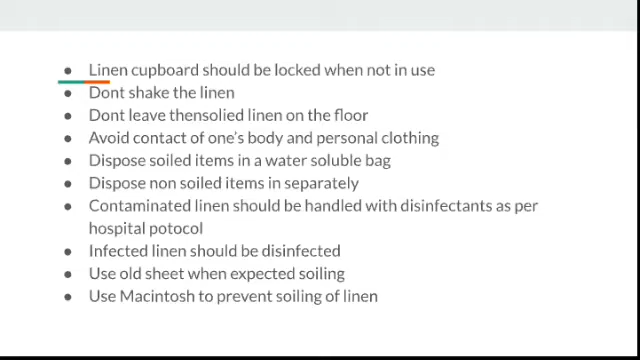 ● Linen cupboard should be locked when not in use
● Dont shake the linen
● Dont leave thensolied linen on the floor
● Avoid contact of one's body and personal clothing
● Dispose soiled items in a water soluble bag
● Dispose non soiled items in separately
● Contaminated linen should be handled with disinfectants as per
hospital potocol
● Infected linen should be disinfected
● Use old sheet when expected soiling
● Use Macintosh to prevent soiling of linen